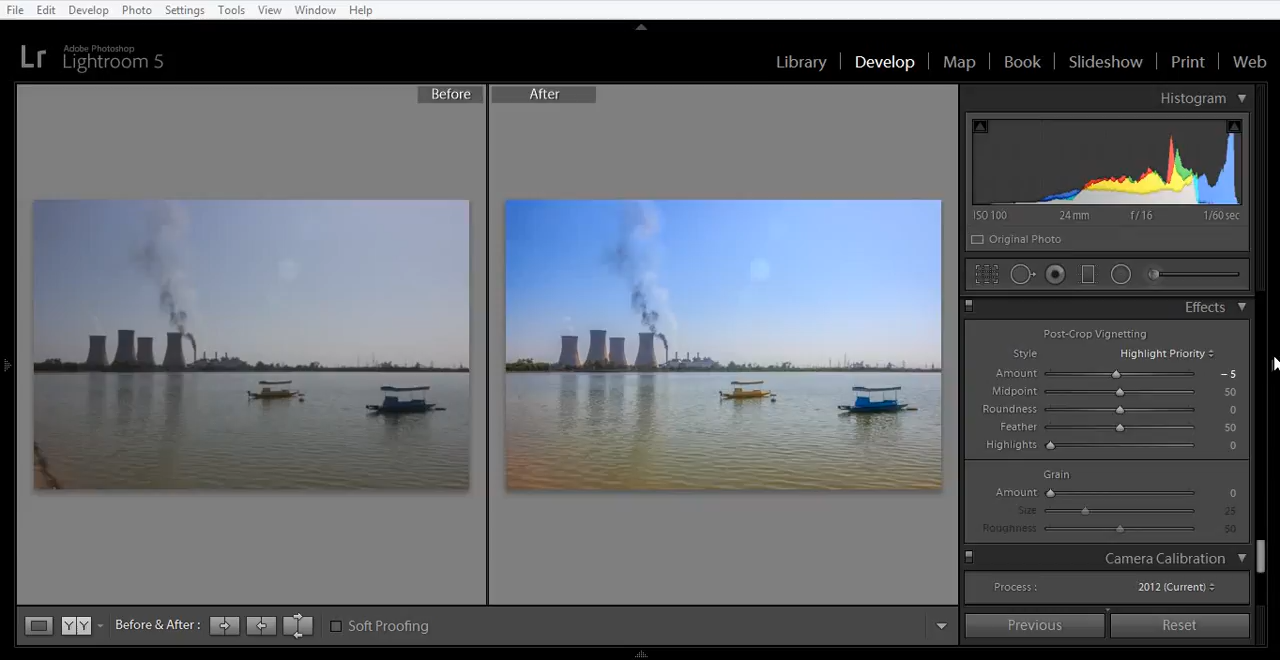 File Edit Develop Photo Settings Tools View Window Help
Lr Adobe Photoshop
Lightroom 5
Library | Develop | Map | Book | Slideshow | Print | Web
Before After
Histogram
ISO 100 24 mm f / 16 1/60 sec
Original Photo
Effects
Post-Crop Vignetting
Style Highlight Priority
Amount – 5
Midpoint 50
Roundness 0
Feather 50
Highlights 0
Grain
Amount 0
Size 25
Roughness 50
Camera Calibration
Process : 2012 (Current)
YY Before & After : Soft Proofing
Previous Reset